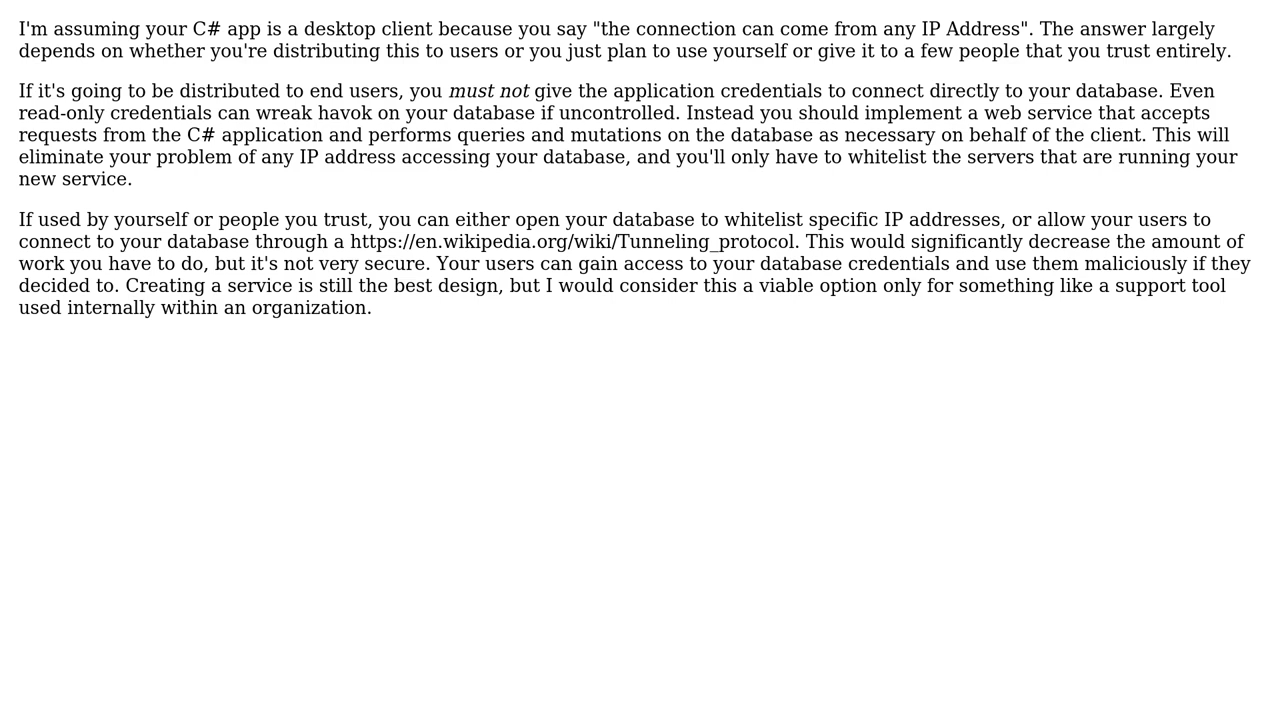 I'm assuming your C# app is a desktop client because you say "the connection can come from any IP Address". The answer largely
depends on whether you're distributing this to users or you just plan to use yourself or give it to a few people that you trust entirely.
If it's going to be distributed to end users, you must not give the application credentials to connect directly to your database. Even
read-only credentials can wreak havok on your database if uncontrolled. Instead you should implement a web service that accepts
requests from the C# application and performs queries and mutations on the database as necessary on behalf of the client. This will
eliminate your problem of any IP address accessing your database, and you'll only have to whitelist the servers that are running your
new service.
If used by yourself or people you trust, you can either open your database to whitelist specific IP addresses, or allow your users to
connect to your database through a https://en.wikipedia.org/wiki/Tunneling_protocol. This would significantly decrease the amount of
work you have to do, but it's not very secure. Your users can gain access to your database credentials and use them maliciously if they
decided to. Creating a service is still the best design, but I would consider this a viable option only for something like a support tool
used internally within an organization.